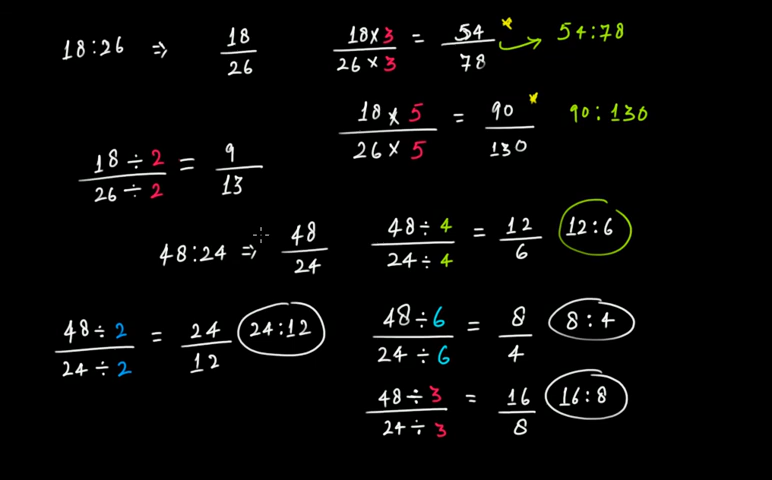 18:26 ⇒ 18/26
18×3/26×3 = 54/78 * → 54:78
18×5/26×5 = 90/130 * 90:130
18÷2/26÷2 = 9/13
48:24 ⇒ 48/24
48÷4/24÷4 = 12/6 12:6
48÷2/24÷2 = 24/12 24:12
48÷6/24÷6 = 8/4 8:4
48÷3/24÷3 = 16/8 16:8